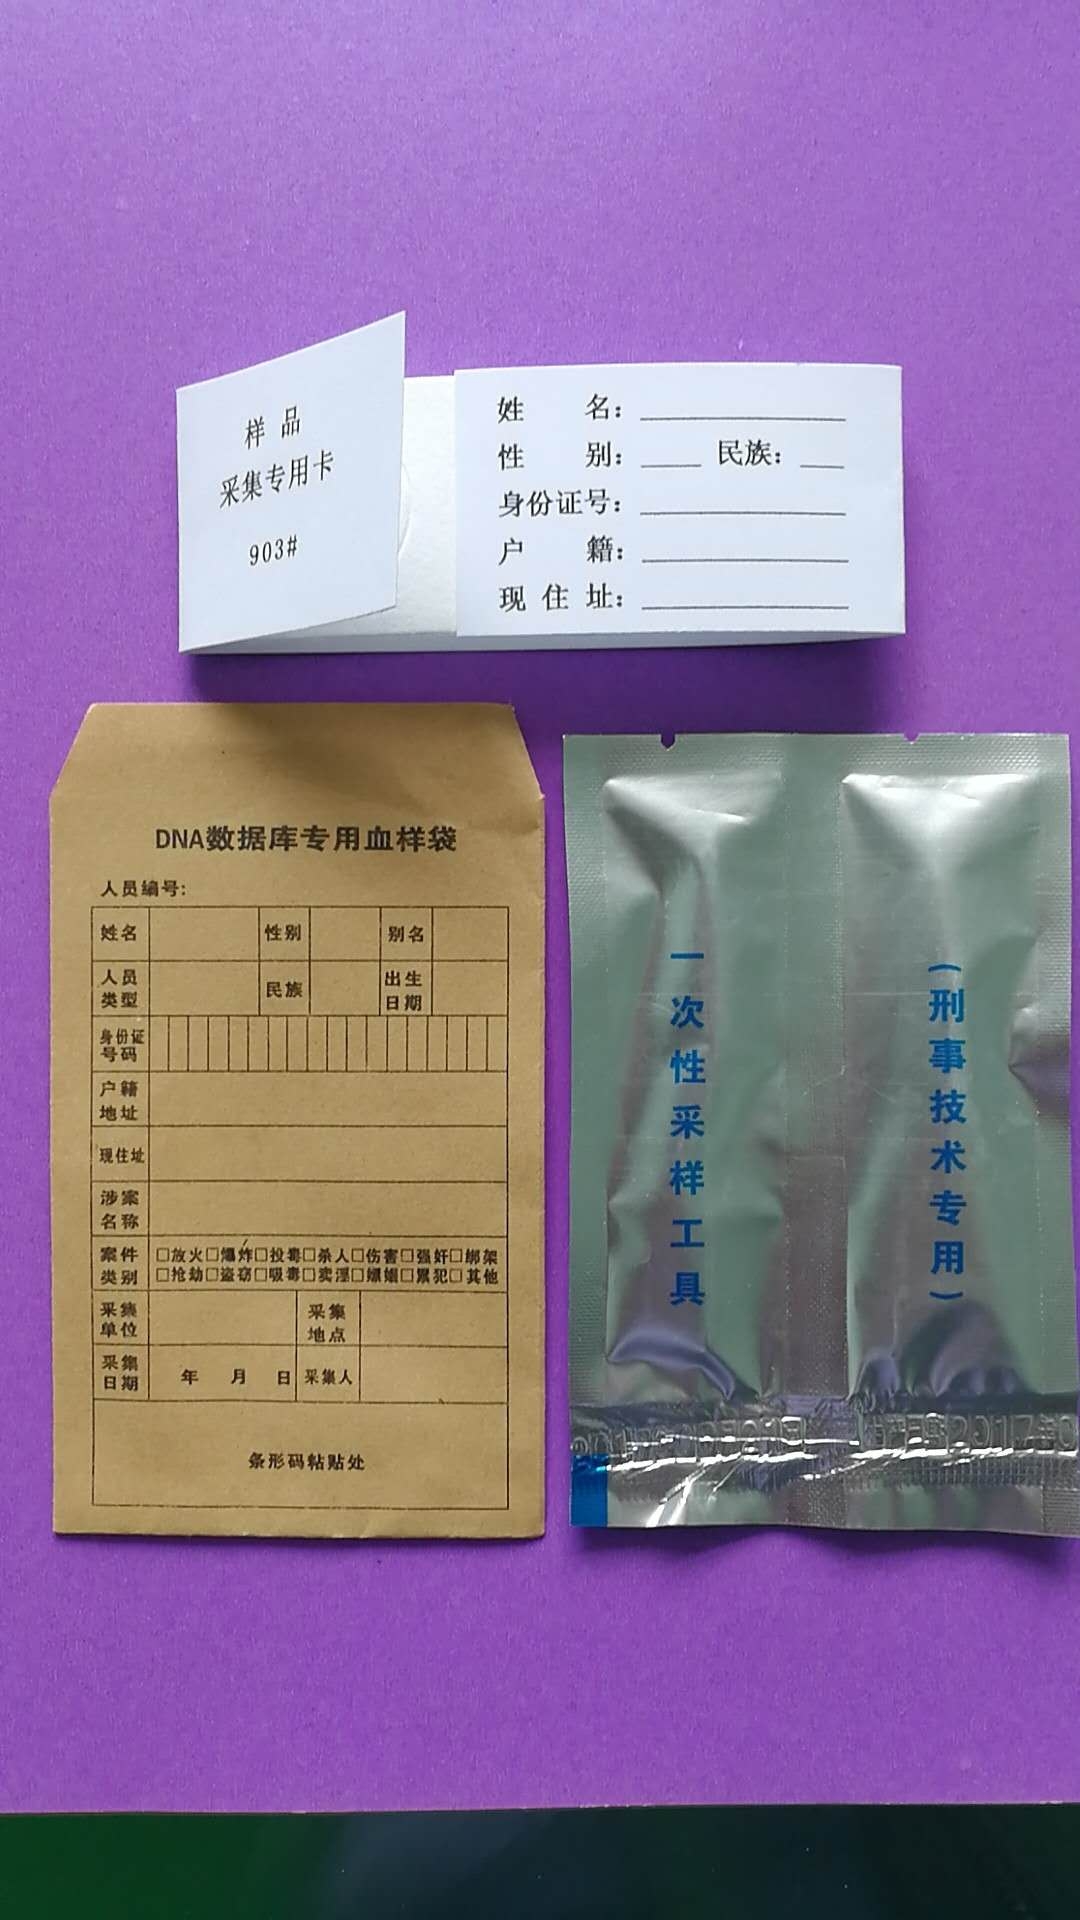 样品
采集专用卡
903#
姓名：
性别： 民族：
身份证号：
户籍：
现住址：
DNA数据库专用血样袋
人员编号:
姓名 性别 别名
人员类型 民族 出生日期
身份证号码
户籍地址
现住址
涉案名称
案件类别 □放火□爆炸□投毒□杀人□伤害□强奸□绑架
□抢劫□盗窃□吸毒□卖淫□嫖娼□累犯□其他
采集单位 采集地点
采集日期 年 月 日 采集人
条形码粘贴处
一次性采样工具
(刑事技术专用)